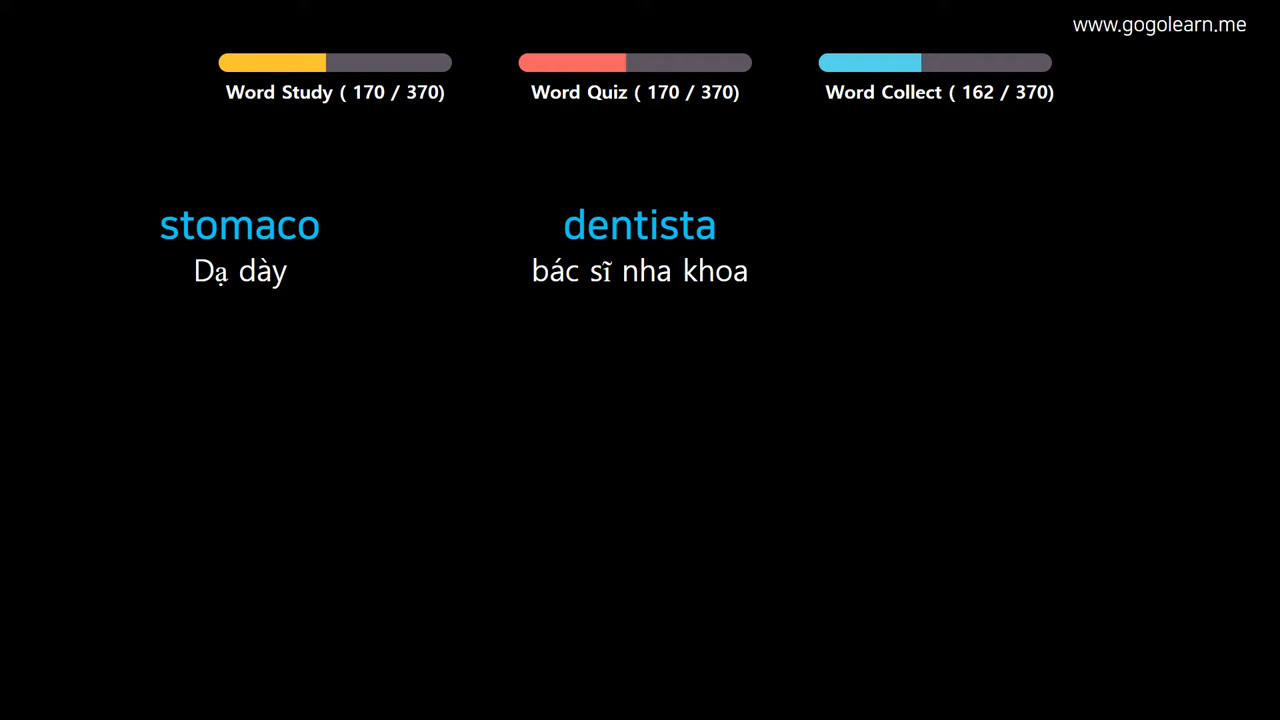 www.gogolearn.me
Word Study ( 170 / 370)
Word Quiz ( 170 / 370)
Word Collect ( 162 / 370)
stomaco
Dạ dày
dentista
bác sĩ nha khoa